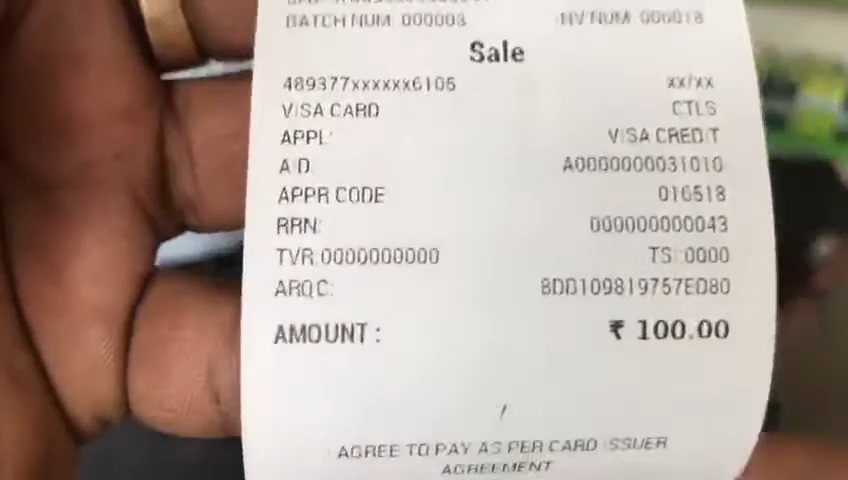 BATCH NUM 000003 INV NUM 000018
Sale
489377xxxxxx6105 xx/xx
VISA CARD CTLS
APPL: VISA CREDIT
AID A0000000031010
APPR CODE 016518
RRN: 000000000043
TVR:0000000000 TSI:0000
ARQC: 8DD109819757ED80
AMOUNT : ₹ 100.00
/
I AGREE TO PAY AS PER CARD ISSUER
AGREEMENT